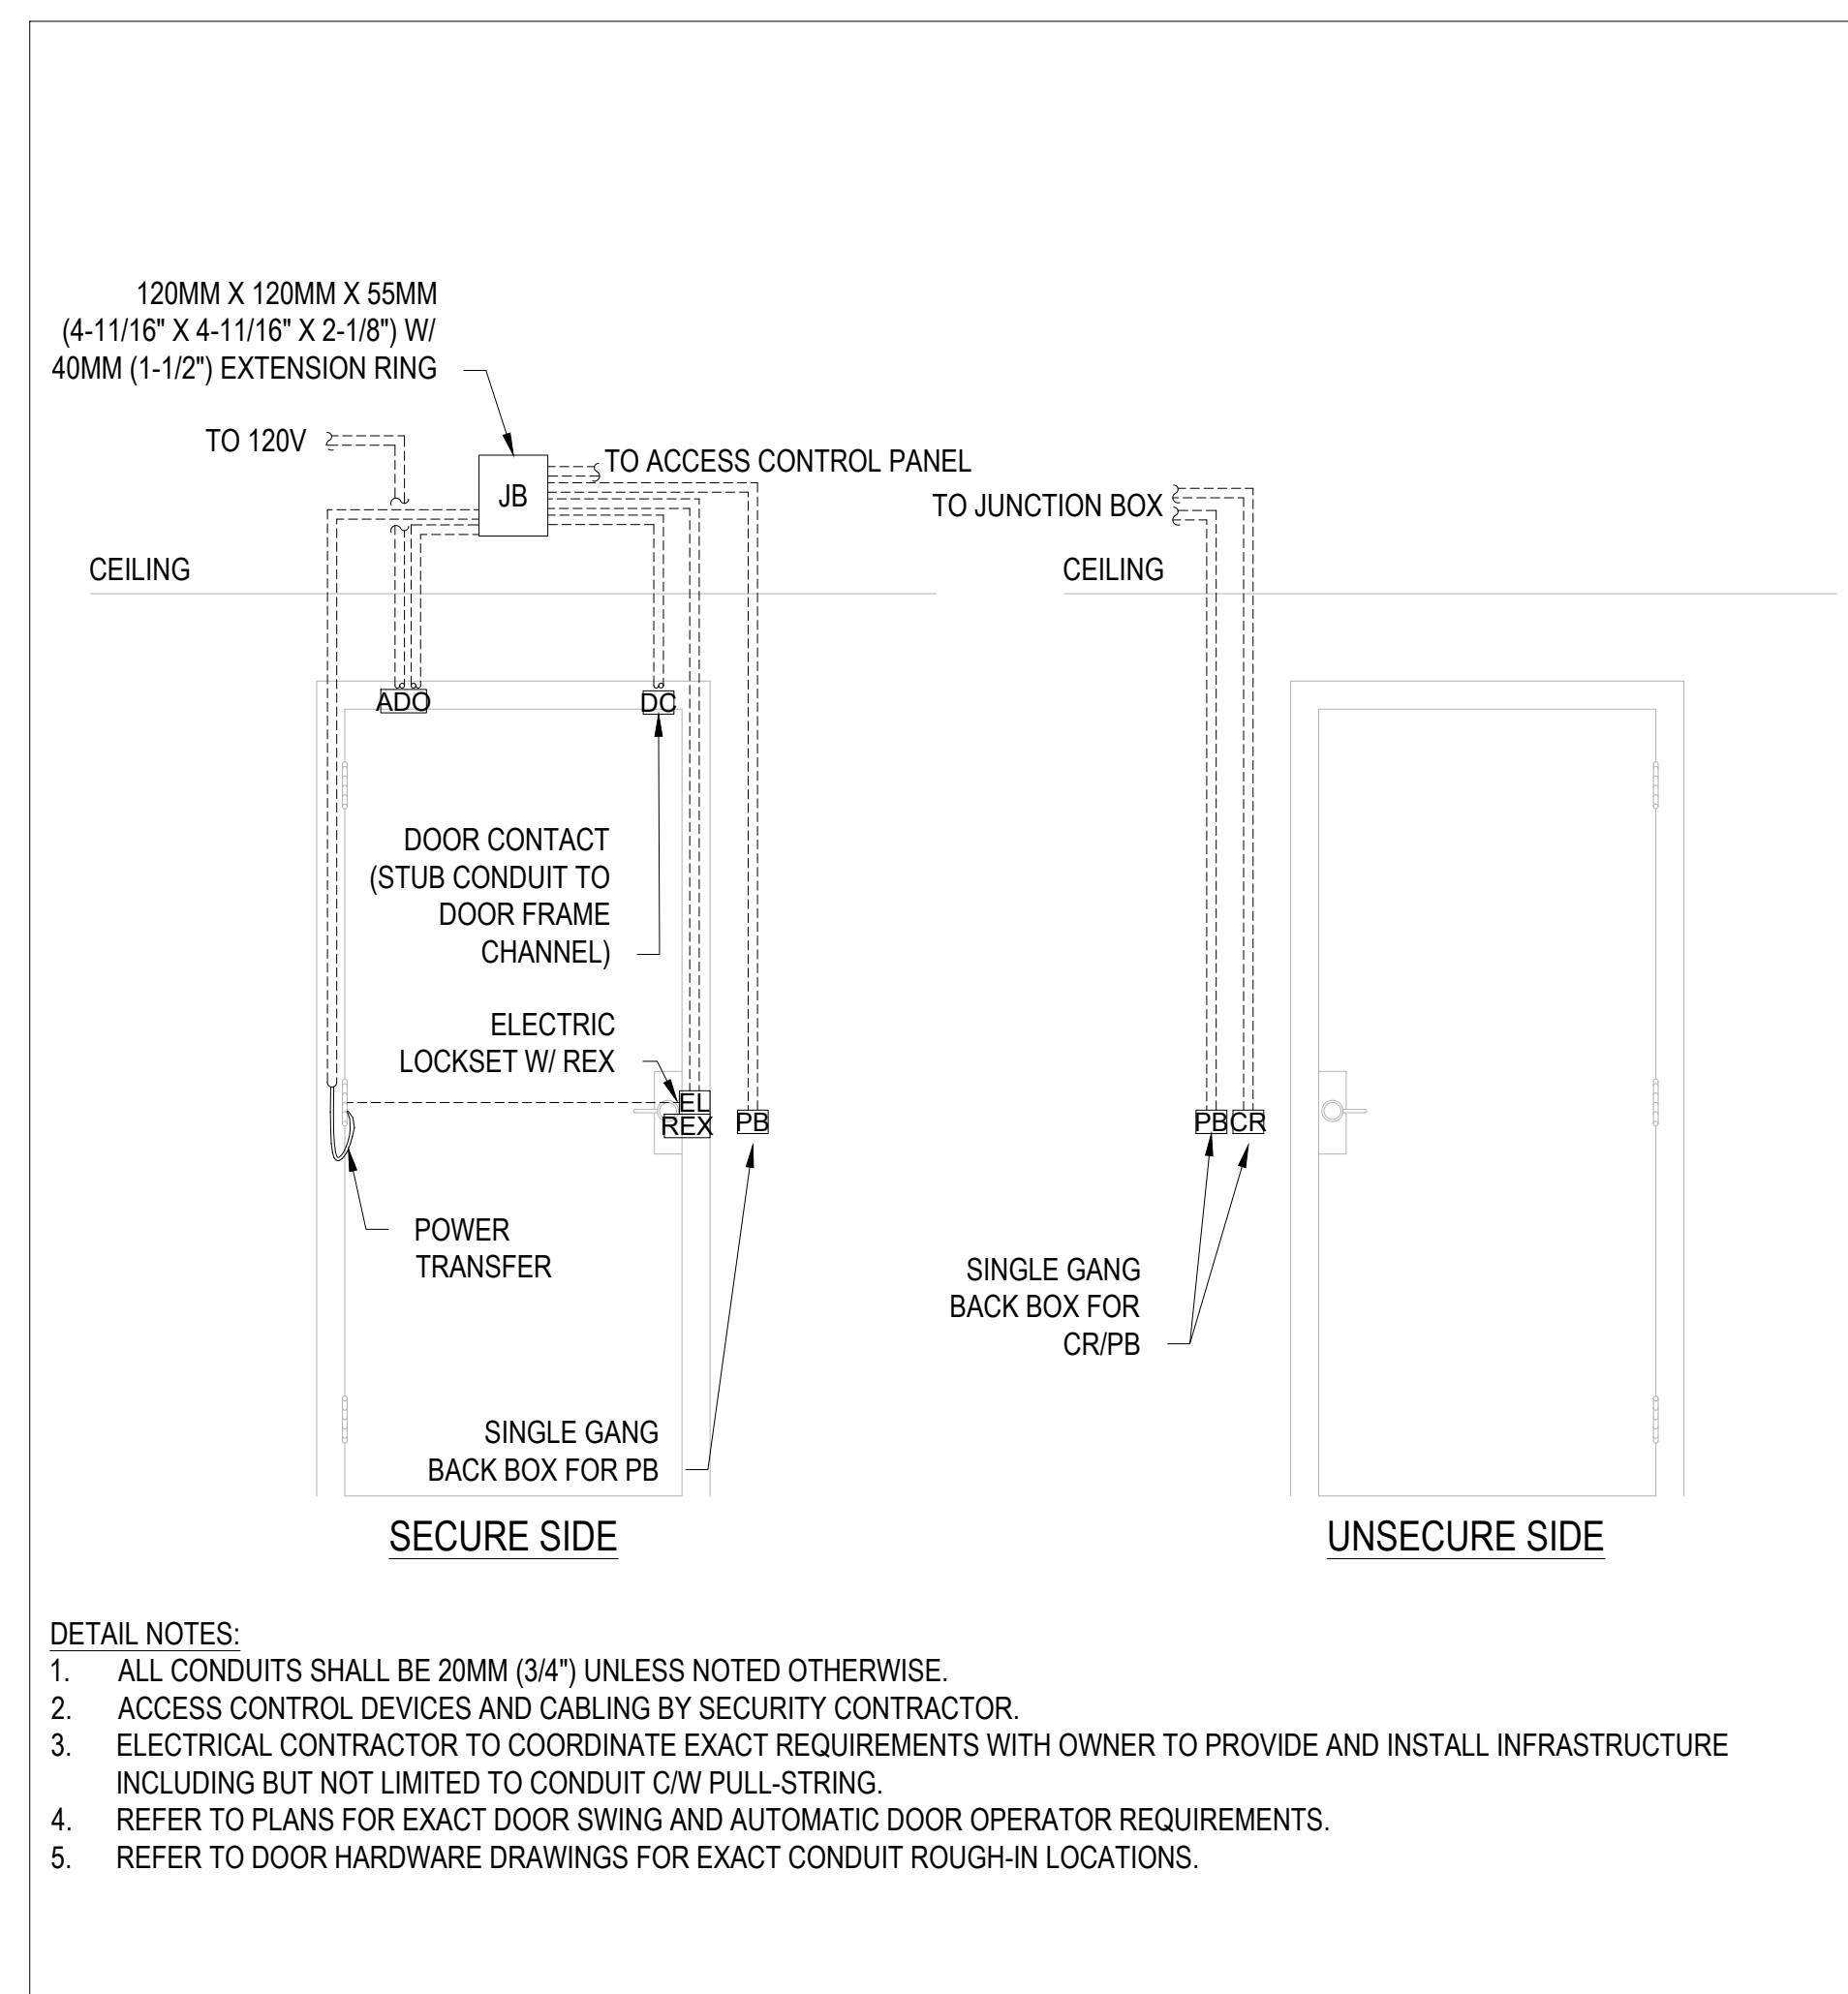 120MM X 120MM X 55MM
(4-11/16" X 4-11/16" X 2-1/8") W/
40MM (1-1/2") EXTENSION RING
TO 120V
JB
TO ACCESS CONTROL PANEL
TO JUNCTION BOX
CEILING
CEILING
ADO
DC
DOOR CONTACT
(STUB CONDUIT TO
DOOR FRAME
CHANNEL)
ELECTRIC
LOCKSET W/ REX
EL
REX
PB
PB
CR
POWER
TRANSFER
SINGLE GANG
BACK BOX FOR
CR/PB
SINGLE GANG
BACK BOX FOR PB
SECURE SIDE
UNSECURE SIDE
DETAIL NOTES:
1. ALL CONDUITS SHALL BE 20MM (3/4") UNLESS NOTED OTHERWISE.
2. ACCESS CONTROL DEVICES AND CABLING BY SECURITY CONTRACTOR.
3. ELECTRICAL CONTRACTOR TO COORDINATE EXACT REQUIREMENTS WITH OWNER TO PROVIDE AND INSTALL INFRASTRUCTURE
INCLUDING BUT NOT LIMITED TO CONDUIT C/W PULL-STRING.
4. REFER TO PLANS FOR EXACT DOOR SWING AND AUTOMATIC DOOR OPERATOR REQUIREMENTS.
5. REFER TO DOOR HARDWARE DRAWINGS FOR EXACT CONDUIT ROUGH-IN LOCATIONS.